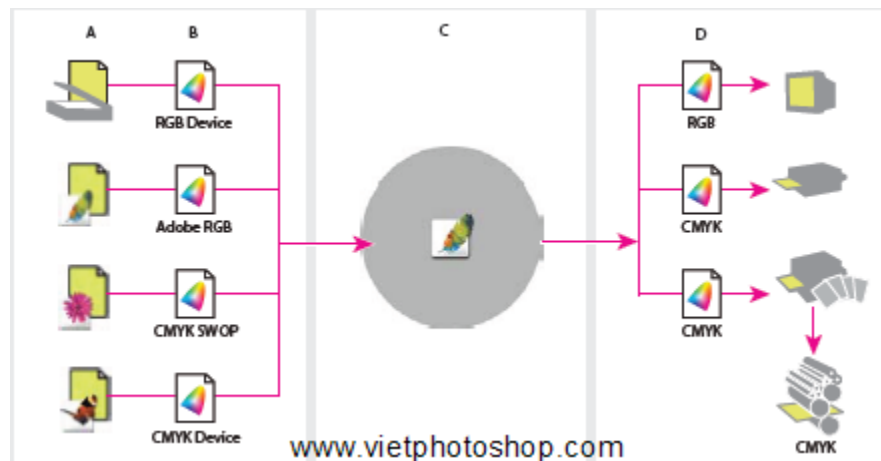 A
B
C
D
RGB Device
Adobe RGB
CMYK SWOP
CMYK Device
RGB
CMYK
CMYK
CMYK
www.vietphotoshop.com